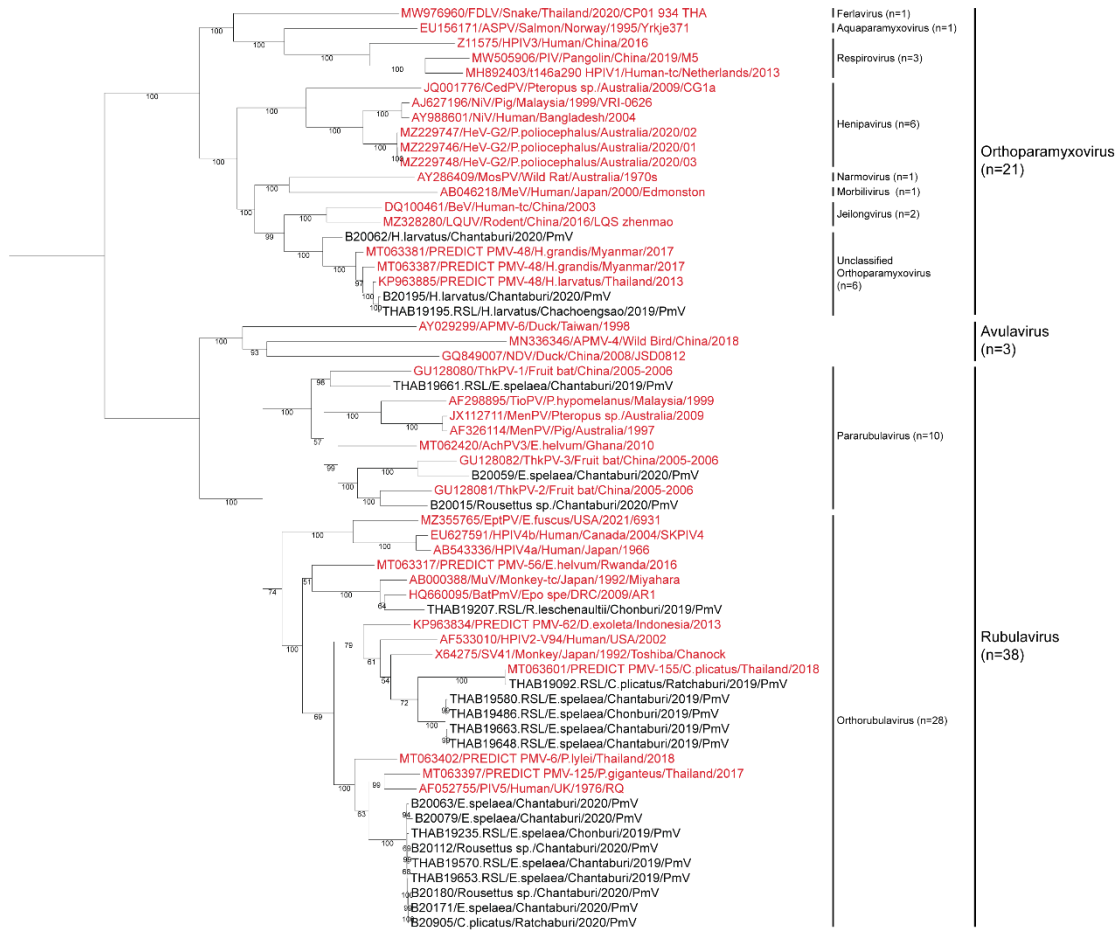 MW976960/FDLV/Snake/Thailand/2020/CP01 934 THA
EU156171/ASPV/Salmon/Norway/1995/Yrkje371
Z11575/HPIV3/Human/China/2016
MW505906/PIV/Pangolin/China/2019/M5
MH892403/t146a290 HPIV1/Human-tc/Netherlands/2013
JQ001776/CedPV/Pteropus sp./Australia/2009/CG1a
AJ627196/NiV/Pig/Malaysia/1999/VRI-0626
AY988601/NiV/Human/Bangladesh/2004
MZ229747/HeV-G2/P.poliocephalus/Australia/2020/02
MZ229746/HeV-G2/P.poliocephalus/Australia/2020/01
MZ229748/HeV-G2/P.poliocephalus/Australia/2020/03
AY286409/MosPV/Wild Rat/Australia/1970s
AB046218/MeV/Human/Japan/2000/Edmonston
DQ100461/BeV/Human-tc/China/2003
MZ328280/LQUV/Rodent/China/2016/LQS zhenmao
B20062/H.larvatus/Chantaburi/2020/PmV
MT063381/PREDICT PMV-48/H.grandis/Myanmar/2017
MT063387/PREDICT PMV-48/H.grandis/Myanmar/2017
KP963885/PREDICT PMV-48/H.larvatus/Thailand/2013
B20195/H.larvatus/Chantaburi/2020/PmV
THAB19195.RSL/H.larvatus/Chachoengsao/2019/PmV
AY029299/APMV-6/Duck/Taiwan/1998
MN336346/APMV-4/Wild Bird/China/2018
GQ849007/NDV/Duck/China/2008/JSD0812
GU128080/ThkPV-1/Fruit bat/China/2005-2006
THAB19661.RSL/E.spelaea/Chantaburi/2019/PmV
AF298895/TioPV/P.hypomelanus/Malaysia/1999
JX112711/MenPV/Pteropus sp./Australia/2009
AF326114/MenPV/Pig/Australia/1997
MT062420/AchPV3/E.helvum/Ghana/2010
GU128082/ThkPV-3/Fruit bat/China/2005-2006
B20059/E.spelaea/Chantaburi/2020/PmV
GU128081/ThkPV-2/Fruit bat/China/2005-2006
B20015/Rousettus sp./Chantaburi/2020/PmV
MZ355765/EptPV/E.fuscus/USA/2021/6931
EU627591/HPIV4b/Human/Canada/2004/SKPIV4
AB543336/HPIV4a/Human/Japan/1966
MT063317/PREDICT PMV-56/E.helvum/Rwanda/2016
AB000388/MuV/Monkey-tc/Japan/1992/Miyahara
HQ660095/BatPmV/Epo spe/DRC/2009/AR1
THAB19207.RSL/R.leschenaultii/Chonburi/2019/PmV
KP963834/PREDICT PMV-62/D.exoleta/Indonesia/2013
AF533010/HPIV2-V94/Human/USA/2002
X64275/SV41/Monkey/Japan/1992/Toshiba/Chanock
MT063601/PREDICT PMV-155/C.plicatus/Thailand/2018
THAB19092.RSL/C.plicatus/Ratchaburi/2019/PmV
THAB19580.RSL/E.spelaea/Chantaburi/2019/PmV
THAB19486.RSL/E.spelaea/Chonburi/2019/PmV
THAB19663.RSL/E.spelaea/Chantaburi/2019/PmV
THAB19648.RSL/E.spelaea/Chantaburi/2019/PmV
MT063402/PREDICT PMV-6/P.lylei/Thailand/2018
MT063397/PREDICT PMV-125/P.giganteus/Thailand/2017
AF052755/PIV5/Human/UK/1976/RQ
B20063/E.spelaea/Chantaburi/2020/PmV
B20079/E.spelaea/Chantaburi/2020/PmV
THAB19235.RSL/E.spelaea/Chonburi/2019/PmV
B20112/Rousettus sp./Chantaburi/2020/PmV
THAB19570.RSL/E.spelaea/Chantaburi/2019/PmV
THAB19653.RSL/E.spelaea/Chantaburi/2019/PmV
B20180/Rousettus sp./Chantaburi/2020/PmV
B20171/E.spelaea/Chantaburi/2020/PmV
B20905/C.plicatus/Ratchaburi/2020/PmV
100
100
100
100
100
100
100
100
100
100
100
100
99
100
100
97
100
100
93
100
96
100
100
100
57
99
100
100
100
100
100
100
74
51
100
64
100
79
61
54
100
72
100
69
100
99
63
100
Ferlavirus (n=1)
Aquaparamyxovirus (n=1)
Respirovirus (n=3)
Henipavirus (n=6)
Narmovirus (n=1)
Morbilivirus (n=1)
Jeilongvirus (n=2)
Unclassified
Orthoparamyxovirus
(n=6)
Pararubulavirus (n=10)
Orthorubulavirus (n=28)
Orthoparamyxovirus
(n=21)
Avulavirus
(n=3)
Rubulavirus
(n=38)